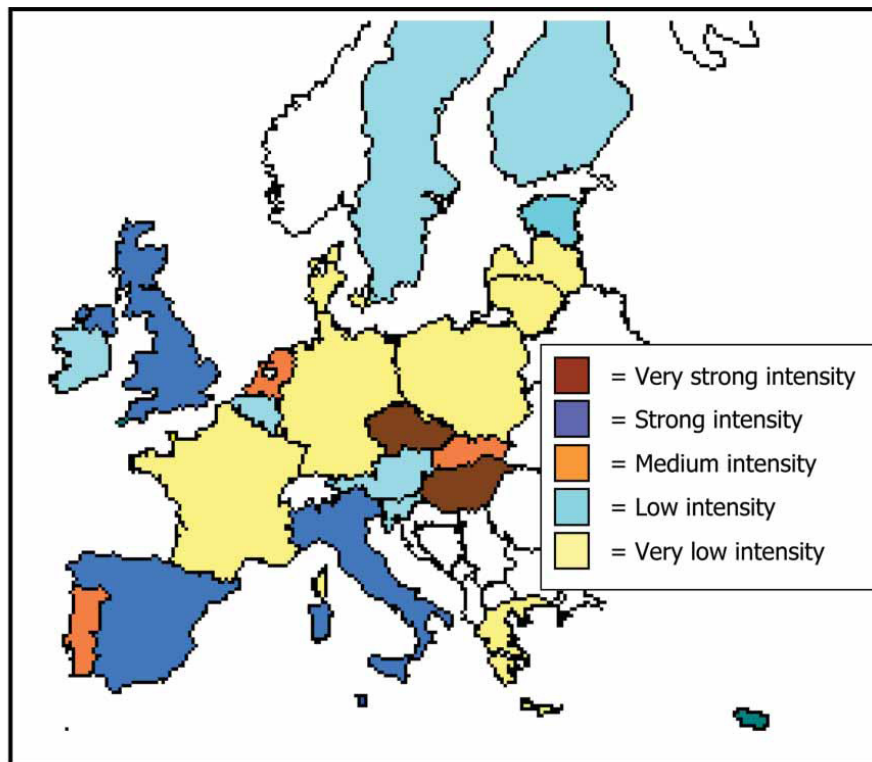 = Very strong intensity
= Strong intensity
= Medium intensity
= Low intensity
= Very low intensity